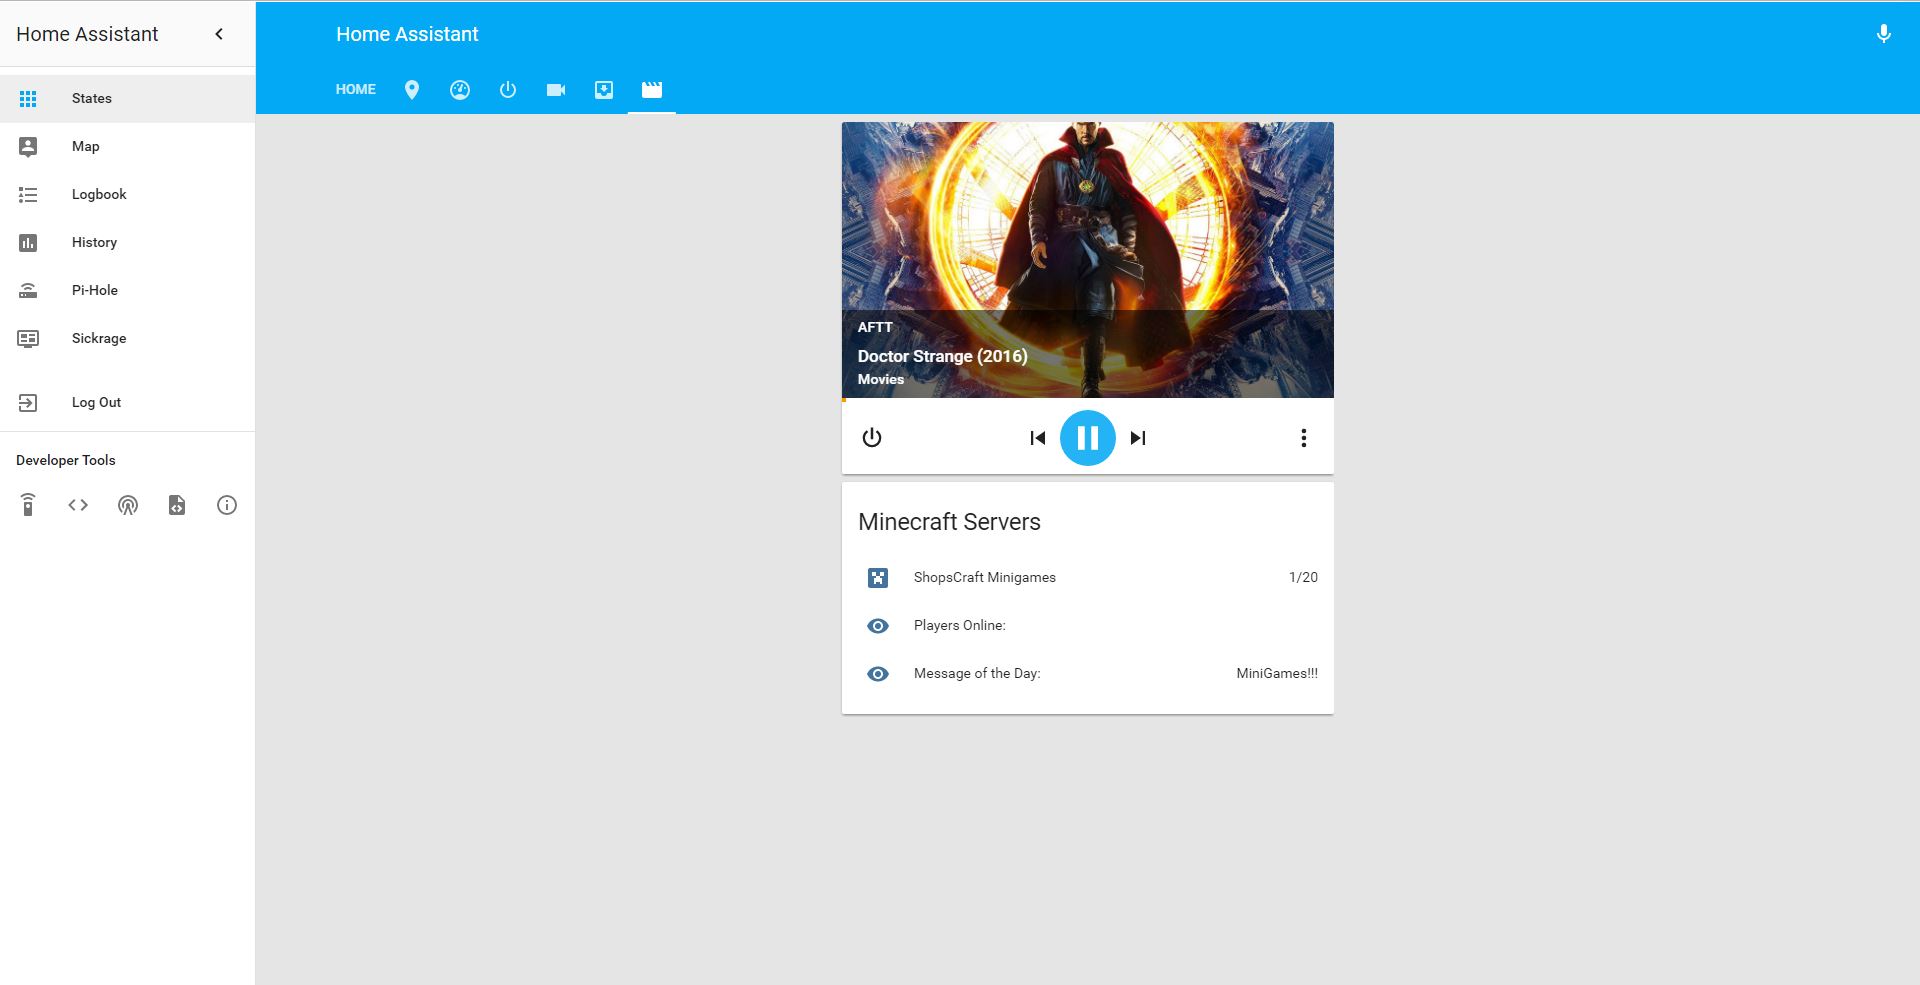 Home Assistant
States
Map
Logbook
History
Pi-Hole
Sickrage
Log Out
Developer Tools
Home Assistant
HOME
AFTT
Doctor Strange (2016)
Movies
Minecraft Servers
ShopsCraft Minigames 1/20
Players Online:
Message of the Day: MiniGames!!!